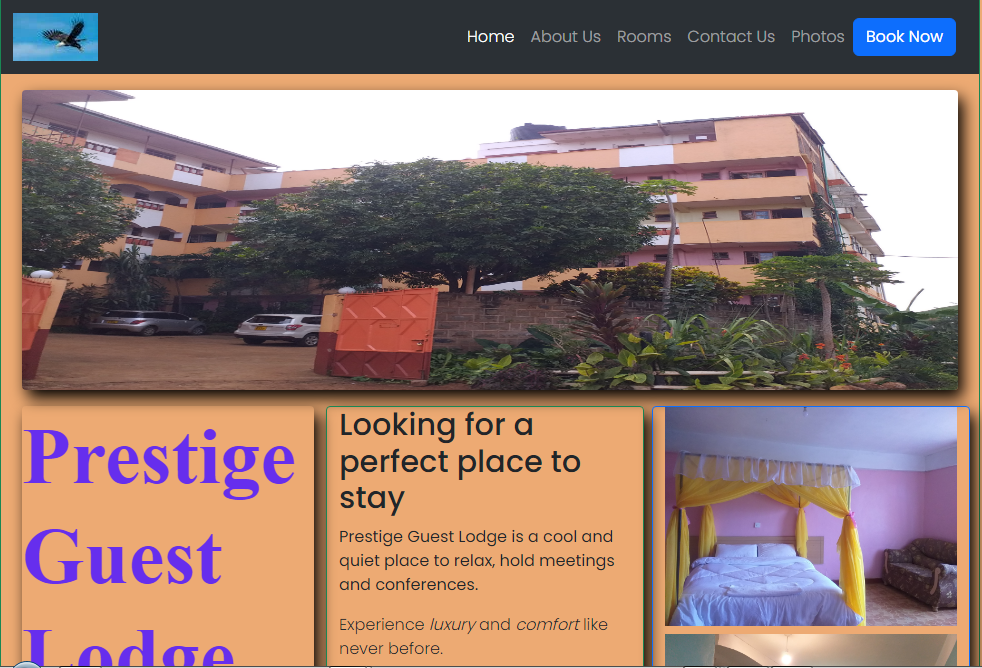 Home About Us Rooms Contact Us Photos Book Now
Prestige
Guest
Lodge
Looking for a
perfect place to
stay
Prestige Guest Lodge is a cool and
quiet place to relax, hold meetings
and conferences.
Experience luxury and comfort like
never before.